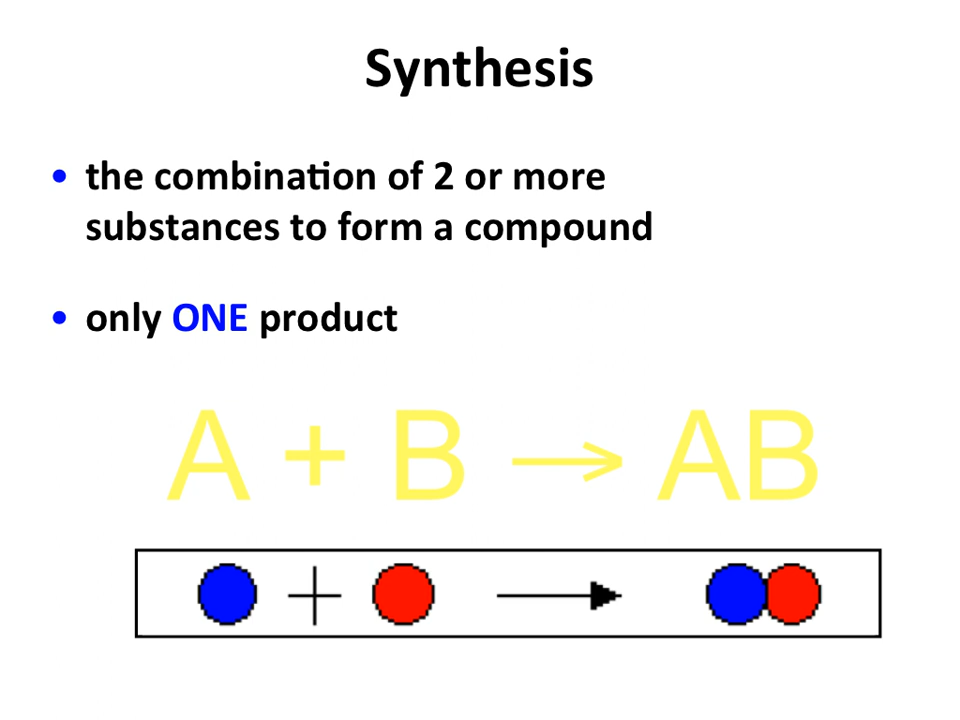 Synthesis
• the combination of 2 or more
substances to form a compound
• only ONE product
A + B → AB
+ →